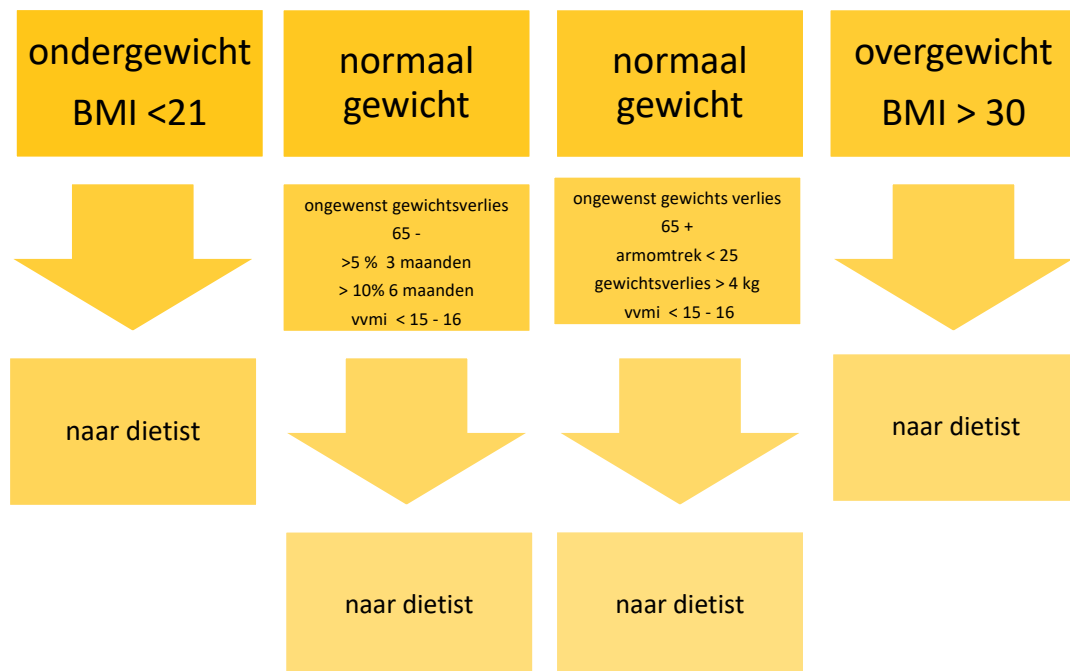 ondergewicht
BMI <21
normaal
gewicht
normaal
gewicht
overgewicht
BMI > 30
ongewenst gewichtsverlies
65 -
>5 %  3 maanden
> 10% 6 maanden
vvmi  < 15 - 16
ongewenst gewichts verlies
65 +
armomtrek < 25
gewichtsverlies > 4 kg
vvmi  < 15 - 16
naar dietist
naar dietist
naar dietist
naar dietist